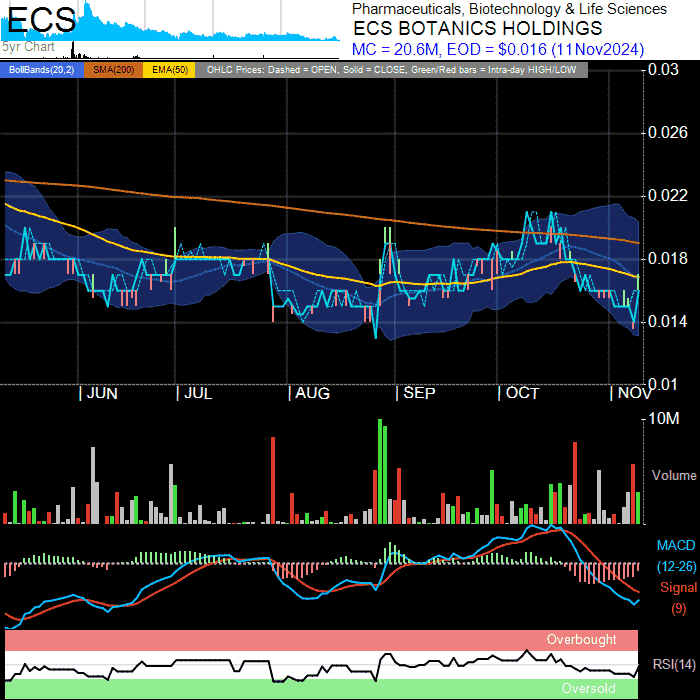 ECS
5yr Chart
Pharmaceuticals, Biotechnology & Life Sciences
ECS BOTANICS HOLDINGS
MC = 20.6M, EOD = $0.016 (11Nov2024)
BollBands(20,2) SMA(200) EMA(50) OHLC Prices: Dashed = OPEN, Solid = CLOSE, Green/Red bars = Intra-day HIGH/LOW
0.03
0.026
0.022
0.018
0.014
0.01
| JUN | JUL | AUG | SEP | OCT | NOV
10M
Volume
MACD
(12-26)
Signal
(9)
Overbought
RSI(14)
Oversold